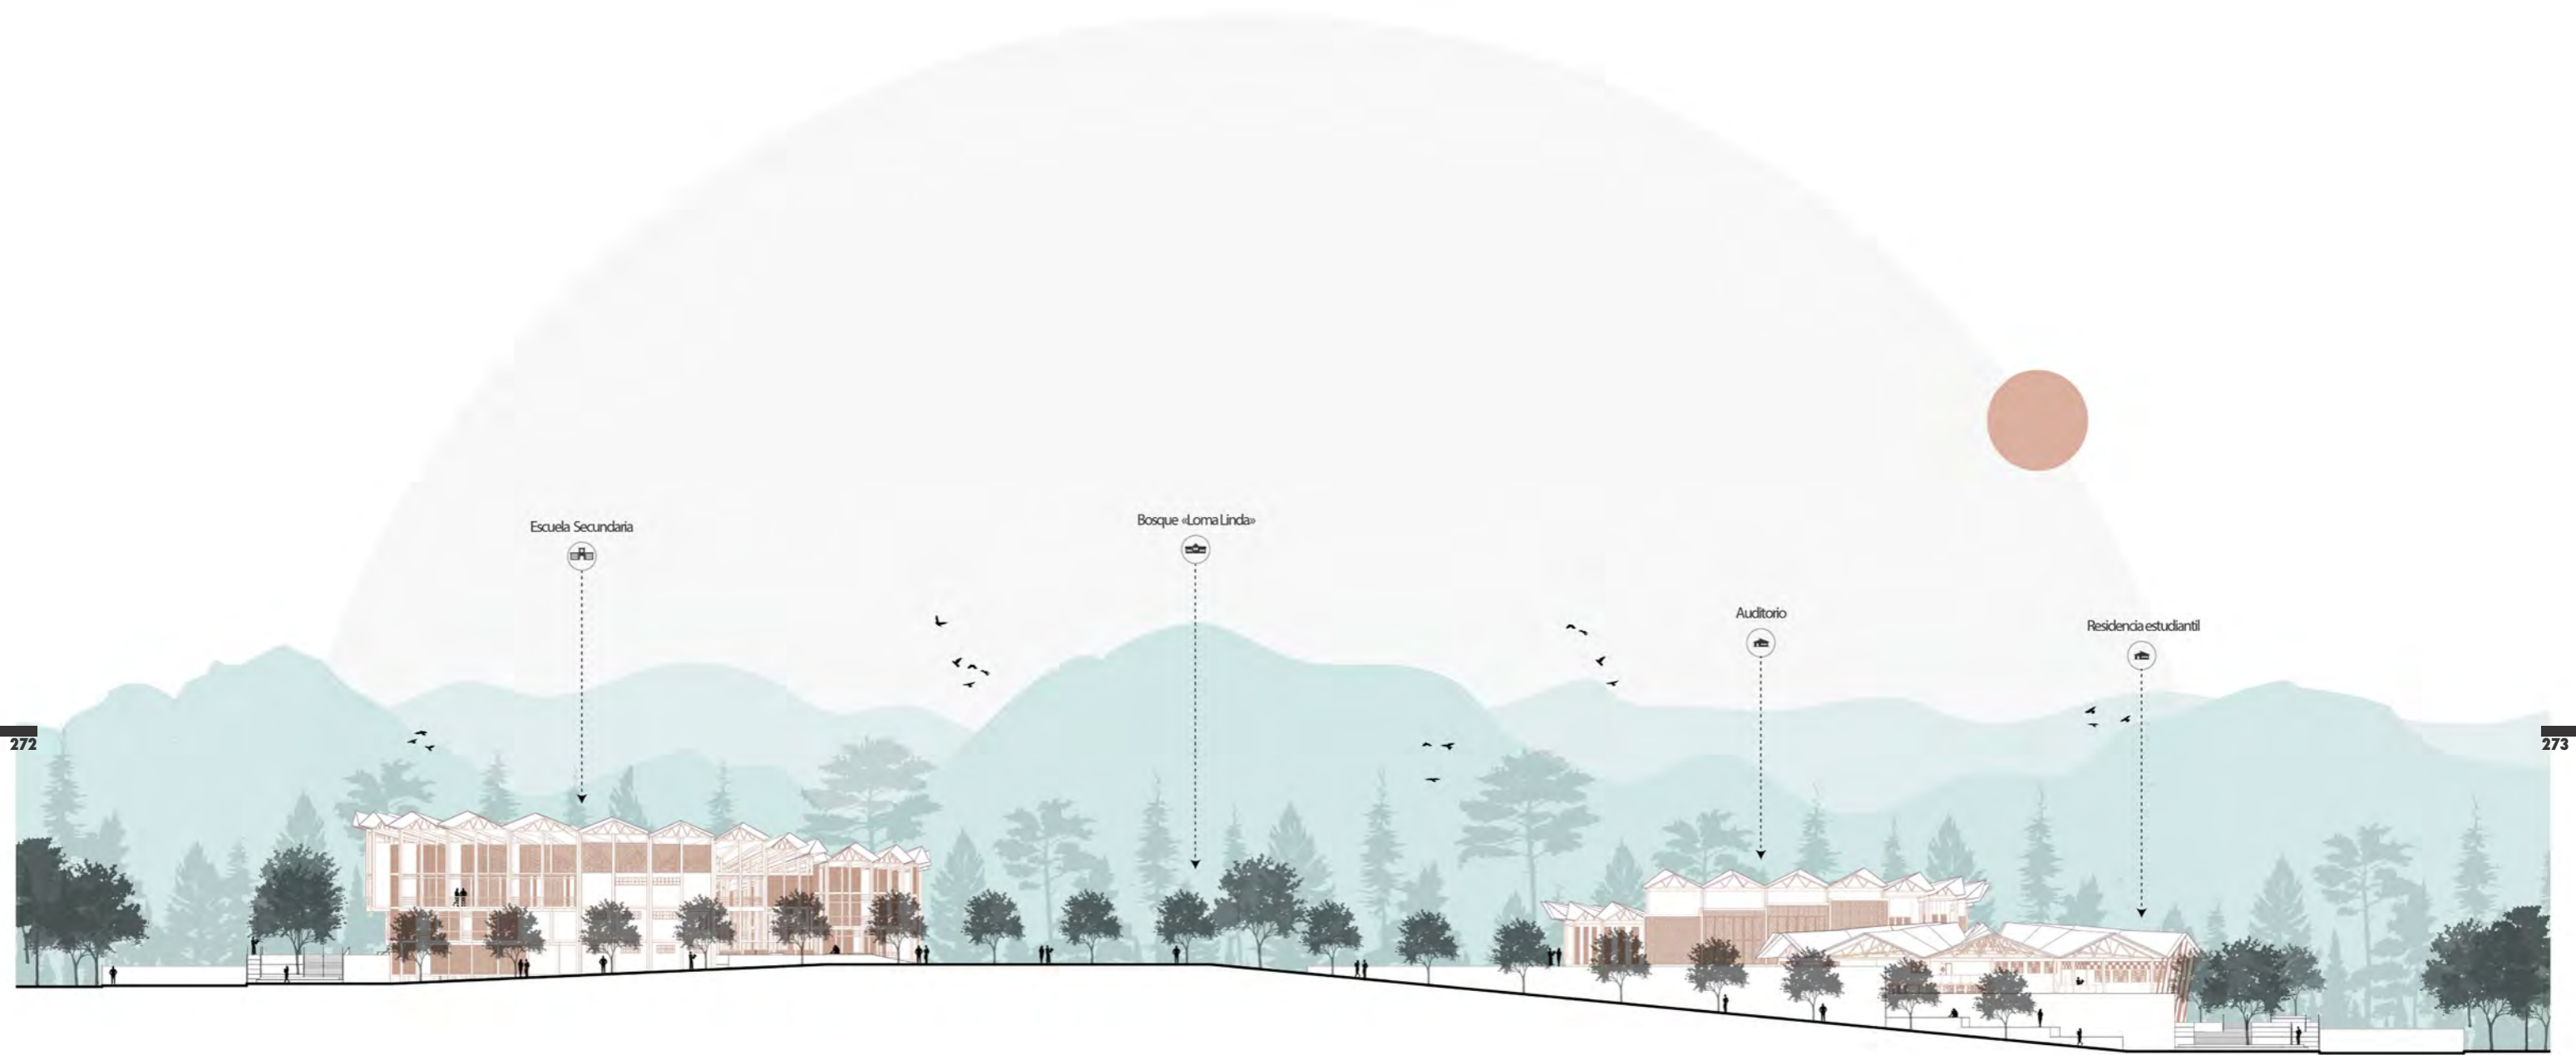 Escuela Secundaria
Bosque «Loma Linda»
Auditorio
Residencia estudiantil
272
273